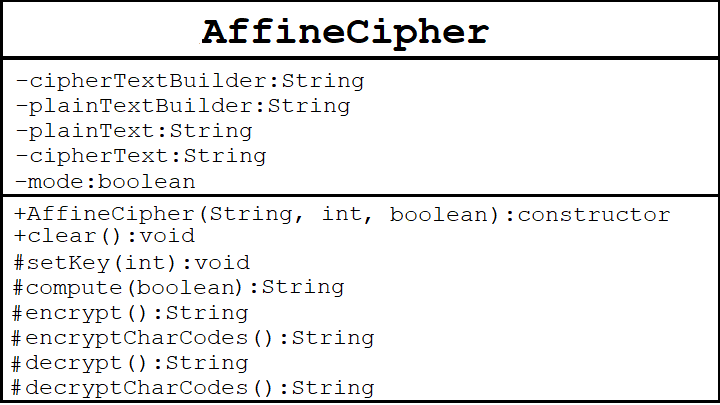 AffineCipher
-cipherTextBuilder:String
-plainTextBuilder:String
-plainText:String
-cipherText:String
-mode:boolean
+AffineCipher(String, int, boolean):constructor
+clear():void
#setKey(int):void
#compute(boolean):String
#encrypt():String
#encryptCharCodes():String
#decrypt():String
#decryptCharCodes():String